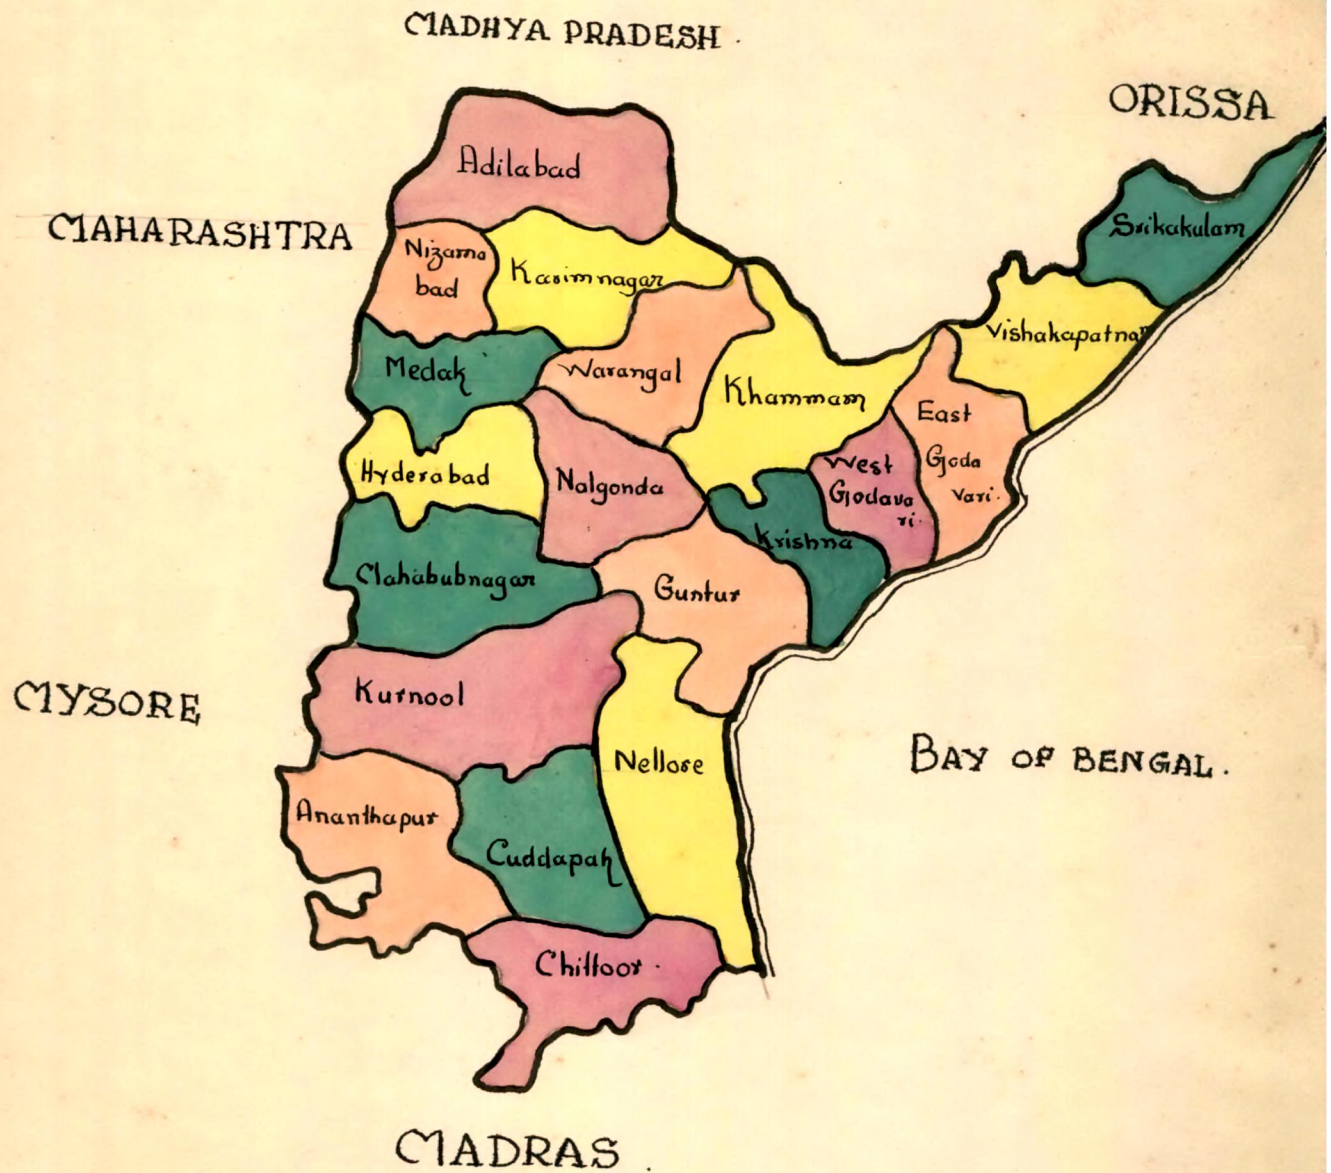 MADHYA PRADESH.
ORISSA
Adilabad
MAHARASHTRA
Srikakulam
Nizama
bad
Karimnagar
Vishakapatnam
Medak
Warangal
Khammam
East
Goda
vari.
West
Godava
ri.
Hyderabad
Nalgonda
Krishna
Mahabubnagar
Guntur
MYSORE
Kurnool
BAY OF BENGAL.
Nellore
Ananthapur
Cuddapah
Chittoor.
MADRAS.